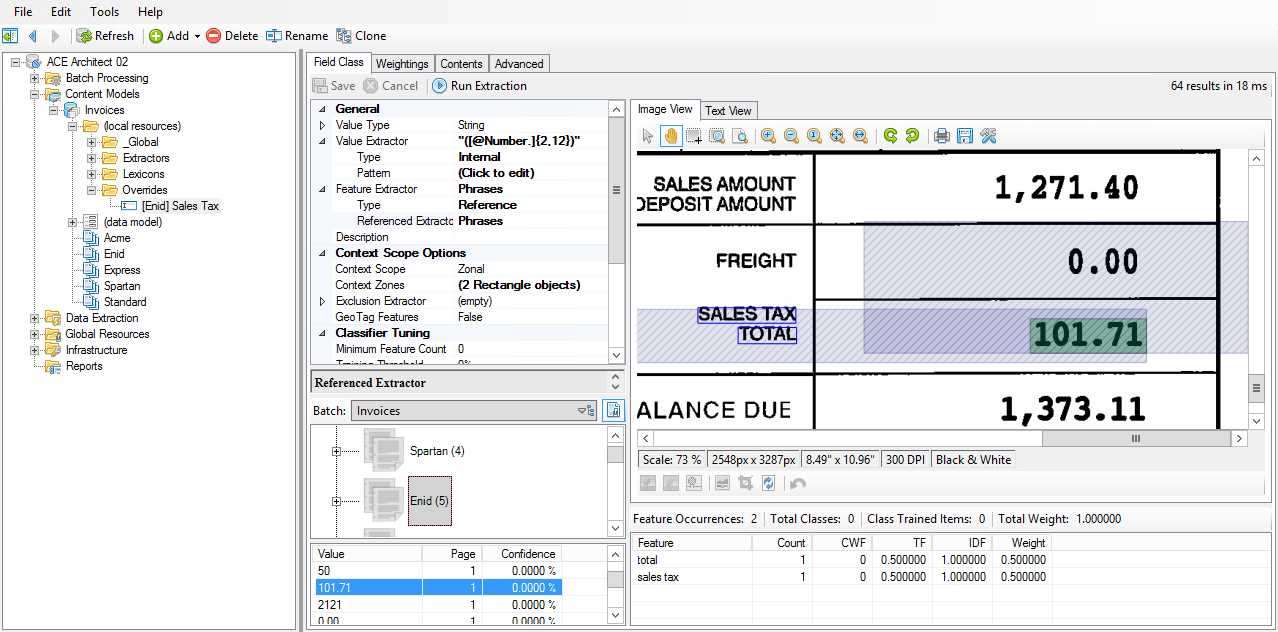 File Edit Tools Help
Refresh Add Delete Rename Clone
ACE Architect 02
Batch Processing
Content Models
Invoices
(local resources)
_Global
Extractors
Lexicons
Overrides
[Enid] Sales Tax
(data model)
Acme
Enid
Express
Spartan
Standard
Data Extraction
Global Resources
Infrastructure
Reports
Field Class Weightings Contents Advanced
Save Cancel Run Extraction
64 results in 18 ms
General
Value Type String
Value Extractor "([@Number.]{2,12})"
Type Internal
Pattern (Click to edit)
Feature Extractor Phrases
Type Reference
Referenced Extractc Phrases
Description
Context Scope Options
Context Scope Zonal
Context Zones (2 Rectangle objects)
Exclusion Extractor (empty)
GeoTag Features False
Classifier Tuning
Minimum Feature Count 0
Training Threshold 0%
Referenced Extractor
Batch: Invoices
Spartan (4)
Enid (5)
Value Page Confidence
50 1 0.0000 %
101.71 1 0.0000 %
2121 1 0.0000 %
0.00 1 0.0000 %
Image View Text View
SALES AMOUNT 1,271.40
DEPOSIT AMOUNT
FREIGHT 0.00
SALES TAX
TOTAL 101.71
ALANCE DUE 1,373.11
Scale: 73 % 2548px x 3287px 8.49" x 10.96" 300 DPI Black & White
Feature Occurrences: 2 Total Classes: 0 Class Trained Items: 0 Total Weight: 1.000000
Feature Count CWF TF IDF Weight
total 1 0 0.500000 1.000000 0.500000
sales tax 1 0 0.500000 1.000000 0.500000